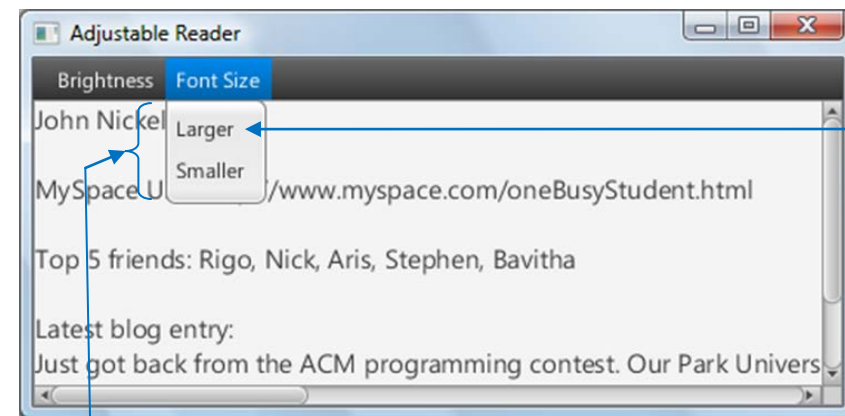 Adjustable Reader
Brightness Font Size
John Nickel
Larger
Smaller
MySpace U /www.myspace.com/oneBusyStudent.html
Top 5 friends: Rigo, Nick, Aris, Stephen, Bavitha
Latest blog entry:
Just got back from the ACM programming contest. Our Park Univers